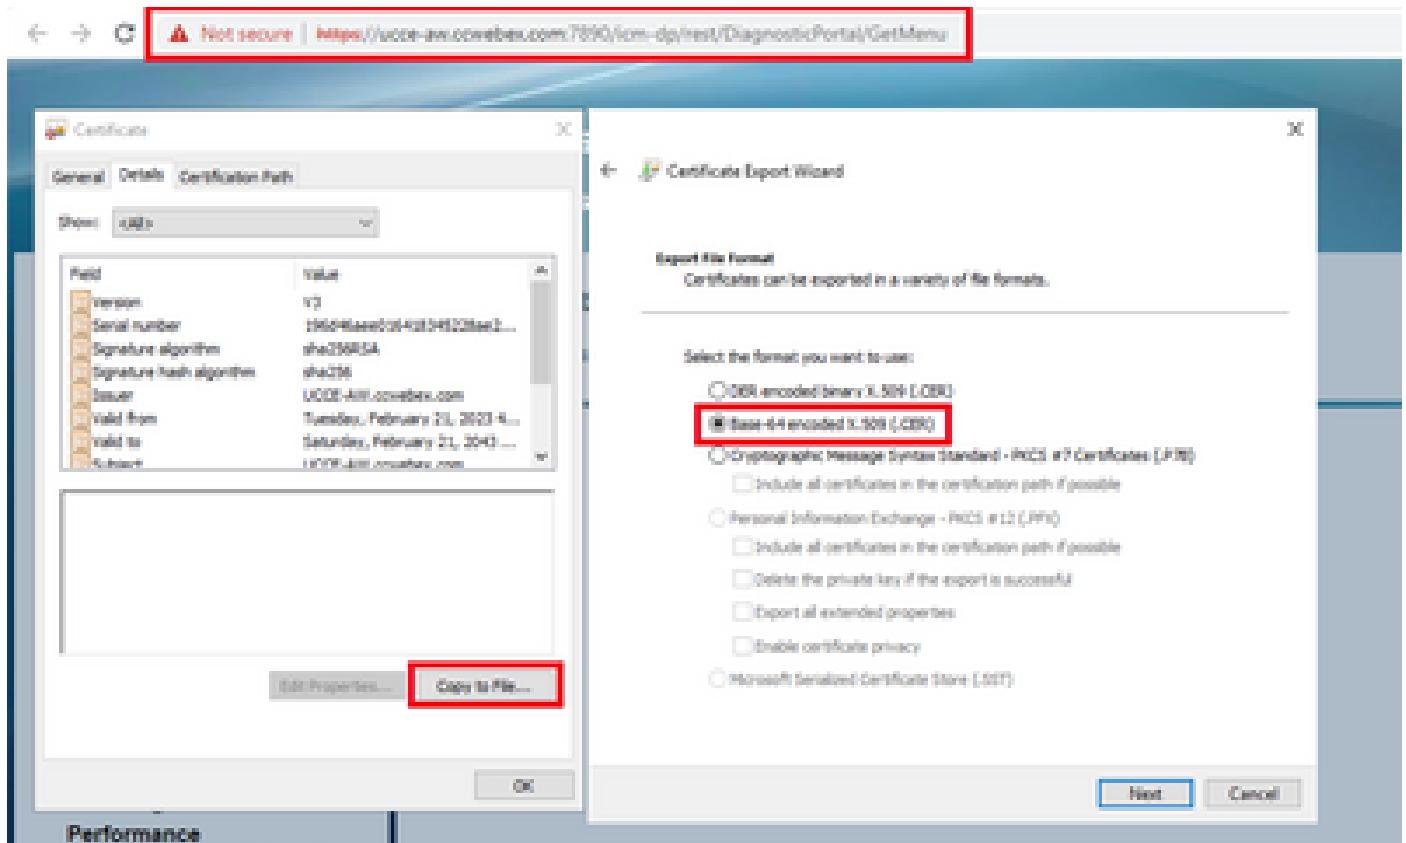 Not secure | https://ucce-aw.ccwebex.com:7890/icm-dp/rest/DiagnosticPortal/GetMenu
Certificate
General Details Certification Path
Show: <All>
Field Value
Version V3
Serial number
Signature algorithm sha256RSA
Signature hash algorithm sha256
Issuer UCCE-AW.ccwebex.com
Valid from Tuesday, February 21, 2023 4...
Valid to Saturday, February 21, 2043 ...
Subject UCCE-AW.ccwebex.com
Edit Properties... Copy to File...
OK
Certificate Export Wizard
Export File Format
Certificates can be exported in a variety of file formats.
Select the format you want to use:
DER encoded binary X.509 (.CER)
Base-64 encoded X.509 (.CER)
Cryptographic Message Syntax Standard - PKCS #7 Certificates (.P7B)
Include all certificates in the certification path if possible
Personal Information Exchange - PKCS #12 (.PFX)
Include all certificates in the certification path if possible
Delete the private key if the export is successful
Export all extended properties
Enable certificate privacy
Microsoft Serialized Certificate Store (.SST)
Next Cancel
Performance